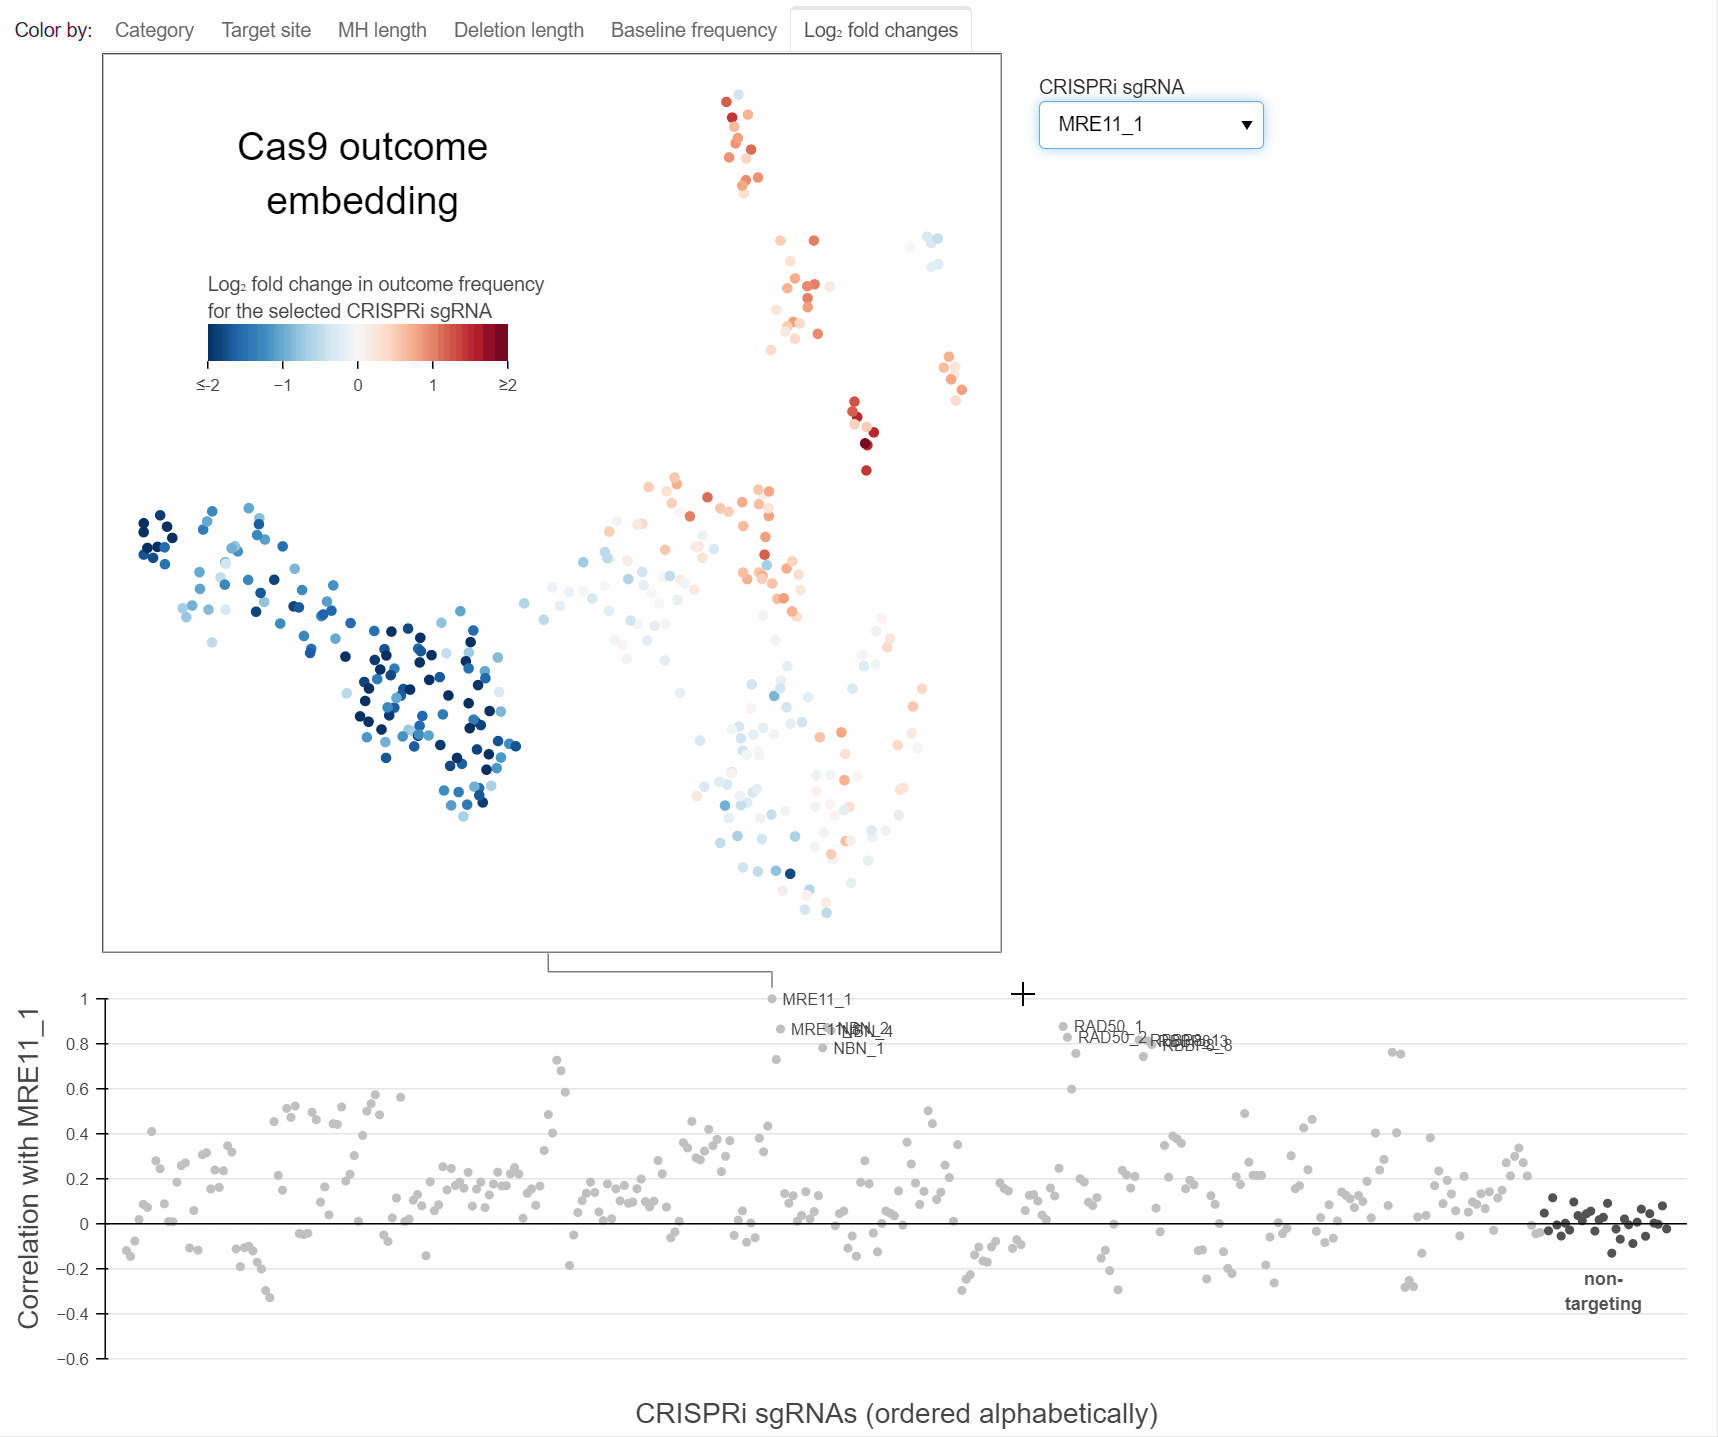 Color by: Category Target site MH length Deletion length Baseline frequency Log₂ fold changes
Cas9 outcome
embedding
Log₂ fold change in outcome frequency
for the selected CRISPRi sgRNA
≤-2 −1 0 1 ≥2
CRISPRi sgRNA
MRE11_1
Correlation with MRE11_1
1
0.8
0.6
0.4
0.2
0
−0.2
−0.4
−0.6
MRE11_1
NBN_2
NBN_4
NBN_1
RAD50_1
RAD50_2
non-
targeting
CRISPRi sgRNAs (ordered alphabetically)